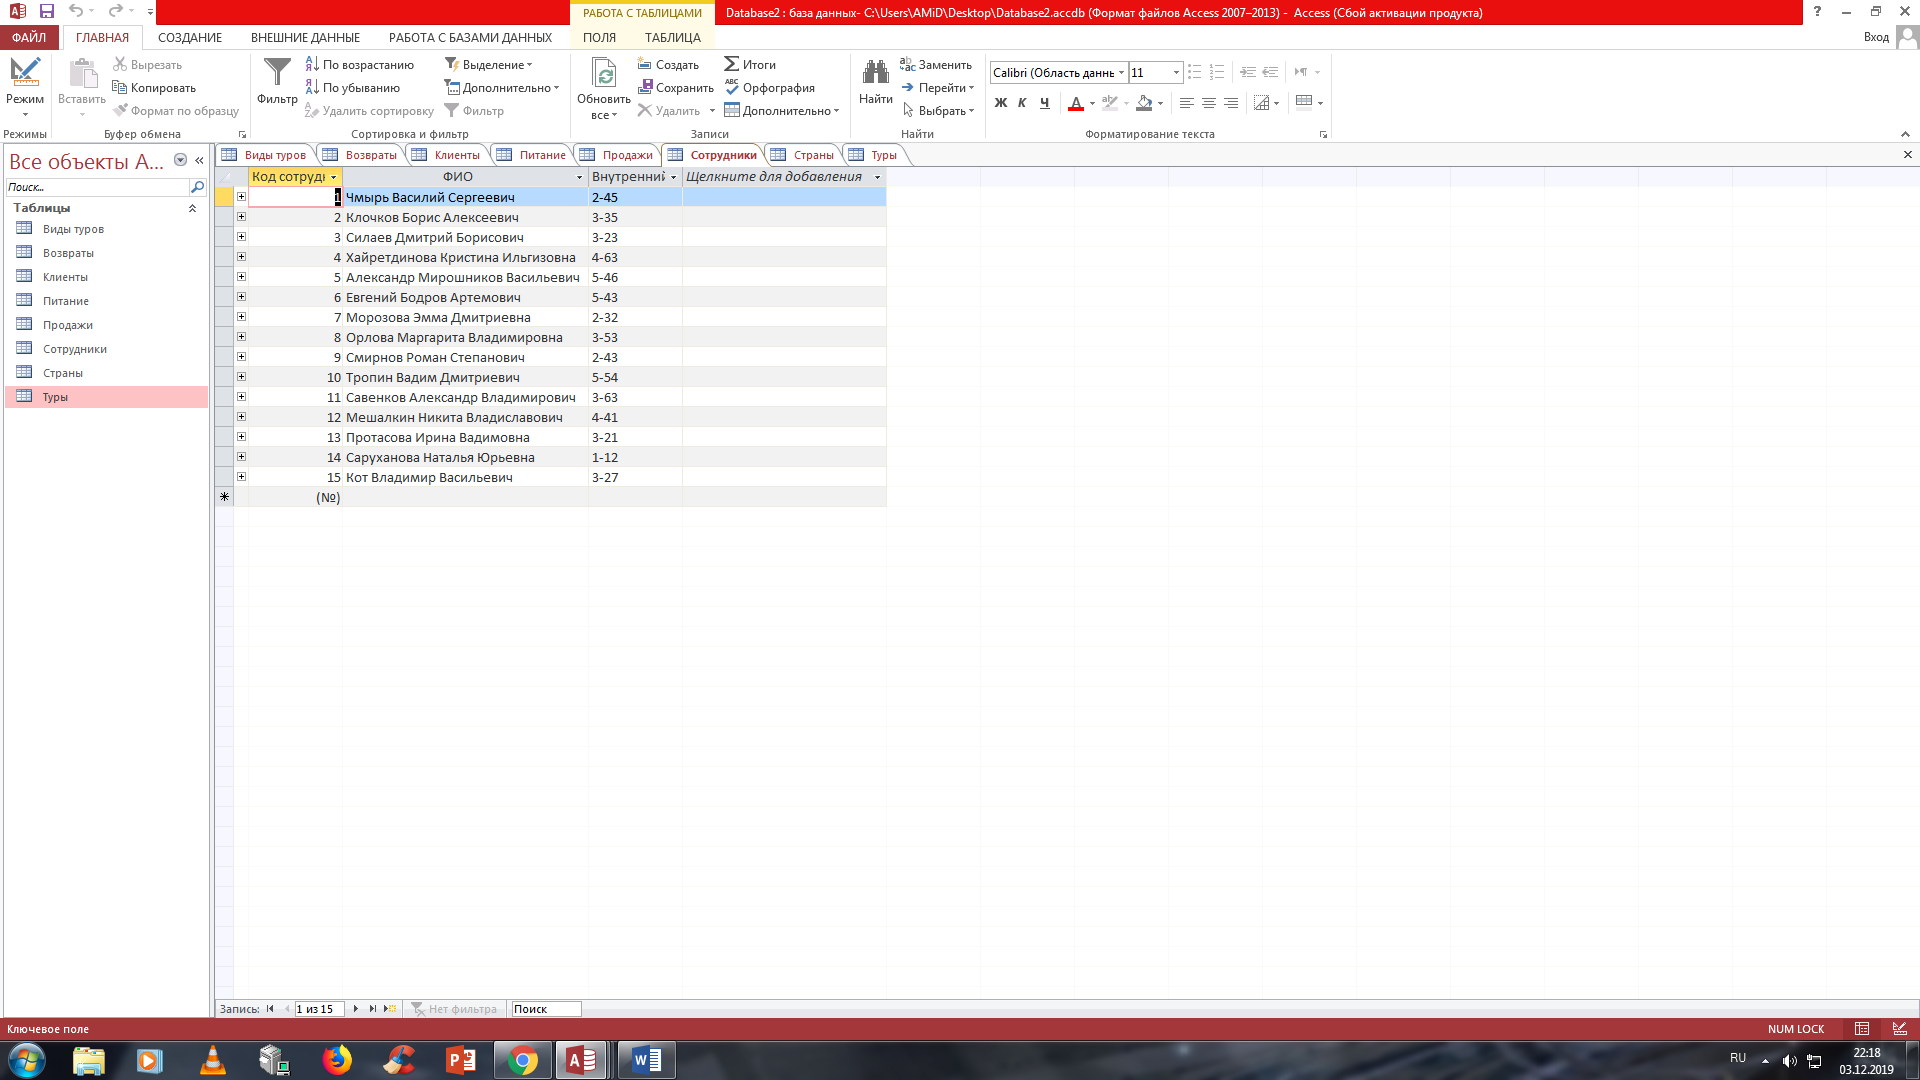 РАБОТА С ТАБЛИЦАМИ
Database2 : база данных- C:\Users\AMiD\Desktop\Database2.accdb (Формат файлов Access 2007–2013) - Access (Сбой активации продукта)
ФАЙЛ ГЛАВНАЯ СОЗДАНИЕ ВНЕШНИЕ ДАННЫЕ РАБОТА С БАЗАМИ ДАННЫХ ПОЛЯ ТАБЛИЦА Вход
Режим
Режимы
Вставить
Вырезать
Копировать
Формат по образцу
Буфер обмена
Фильтр
По возрастанию
По убыванию
Удалить сортировку
Выделение
Дополнительно
Фильтр
Сортировка и фильтр
Обновить
все
Создать
Сохранить
Удалить
Итоги
Орфография
Дополнительно
Записи
Найти
Заменить
Перейти
Выбрать
Найти
Calibri (Область данн 11
Ж К Ч
Форматирование текста
Все объекты A...
Поиск...
Таблицы
Виды туров
Возвраты
Клиенты
Питание
Продажи
Сотрудники
Страны
Туры
Виды туров Возвраты Клиенты Питание Продажи Сотрудники Страны Туры
Код сотрудн ФИО Внутренний Щелкните для добавления
1 Чмырь Василий Сергеевич 2-45
2 Клочков Борис Алексеевич 3-35
3 Силаев Дмитрий Борисович 3-23
4 Хайретдинова Кристина Ильгизовна 4-63
5 Александр Мирошников Васильевич 5-46
6 Евгений Бодров Артемович 5-43
7 Морозова Эмма Дмитриевна 2-32
8 Орлова Маргарита Владимировна 3-53
9 Смирнов Роман Степанович 2-43
10 Тропин Вадим Дмитриевич 5-54
11 Савенков Александр Владимирович 3-63
12 Мешалкин Никита Владиславович 4-41
13 Протасова Ирина Вадимовна 3-21
14 Саруханова Наталья Юрьевна 1-12
15 Кот Владимир Васильевич 3-27
(№)
Запись: 1 из 15 Нет фильтра Поиск
Ключевое поле NUM LOCK
RU 22:18
03.12.2019